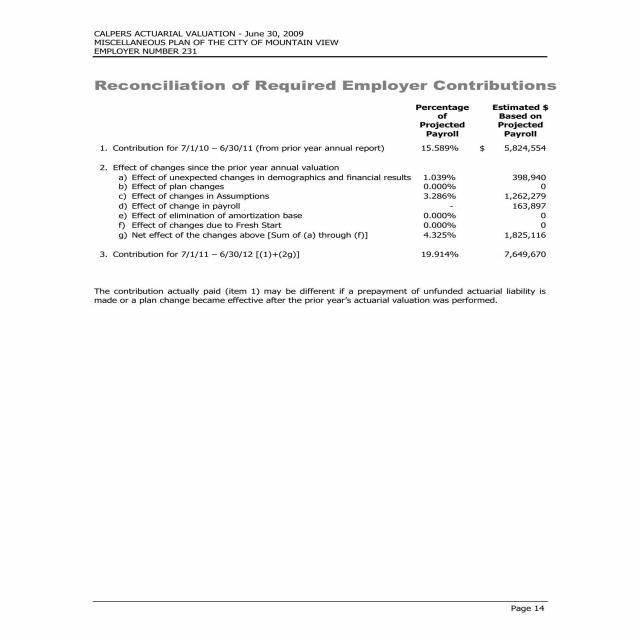 CALPERS ACTUARIAL VALUATION - June 30, 2009
MISCELLANEOUS PLAN OF THE CITY OF MOUNTAIN VIEW
EMPLOYER NUMBER 231
Reconciliation of Required Employer Contributions
Percentage of Projected Payroll
Estimated $ Based on Projected Payroll
1. Contribution for 7/1/10 – 6/30/11 (from prior year annual report) 15.589% $ 5,824,554
2. Effect of changes since the prior year annual valuation
a) Effect of unexpected changes in demographics and financial results 1.039% 398,940
b) Effect of plan changes 0.000% 0
c) Effect of changes in Assumptions 3.286% 1,262,279
d) Effect of change in payroll - 163,897
e) Effect of elimination of amortization base 0.000% 0
f) Effect of changes due to Fresh Start 0.000% 0
g) Net effect of the changes above [Sum of (a) through (f)] 4.325% 1,825,116
3. Contribution for 7/1/11 – 6/30/12 [(1)+(2g)] 19.914% 7,649,670
The contribution actually paid (item 1) may be different if a prepayment of unfunded actuarial liability is
made or a plan change became effective after the prior year's actuarial valuation was performed.
Page 14